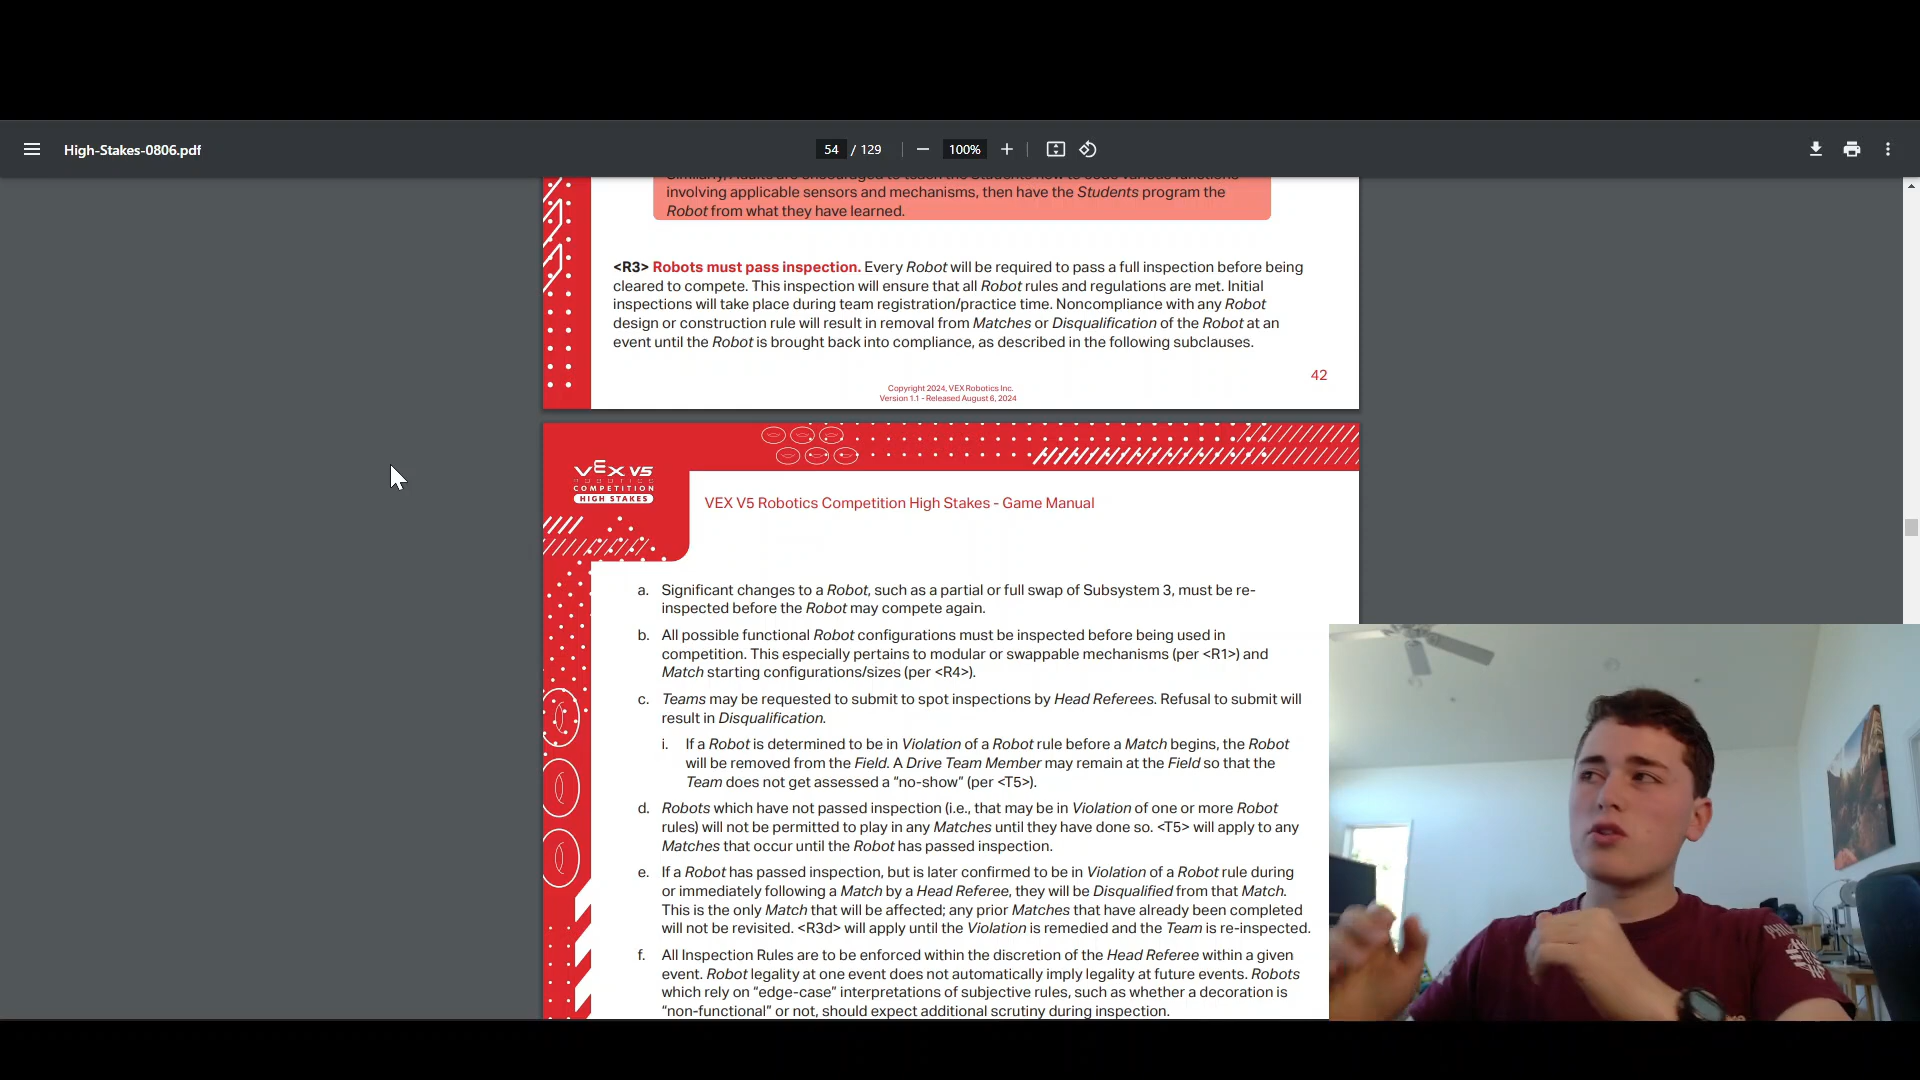 High-Stakes-0806.pdf
54 / 129
100%
Similarly, Adults are encouraged to teach the Students how to code various functions
involving applicable sensors and mechanisms, then have the Students program the
Robot from what they have learned.
<R3> Robots must pass inspection. Every Robot will be required to pass a full inspection before being
cleared to compete. This inspection will ensure that all Robot rules and regulations are met. Initial
inspections will take place during team registration/practice time. Noncompliance with any Robot
design or construction rule will result in removal from Matches or Disqualification of the Robot at an
event until the Robot is brought back into compliance, as described in the following subclauses.
42
Copyright 2024, VEX Robotics Inc.
Version 1.1 - Released August 6, 2024
VEX V5
ROBOTICS
COMPETITION
HIGH STAKES
VEX V5 Robotics Competition High Stakes - Game Manual
a. Significant changes to a Robot, such as a partial or full swap of Subsystem 3, must be re-
inspected before the Robot may compete again.
b. All possible functional Robot configurations must be inspected before being used in
competition. This especially pertains to modular or swappable mechanisms (per <R1>) and
Match starting configurations/sizes (per <R4>).
c. Teams may be requested to submit to spot inspections by Head Referees. Refusal to submit will
result in Disqualification.
i. If a Robot is determined to be in Violation of a Robot rule before a Match begins, the Robot
will be removed from the Field. A Drive Team Member may remain at the Field so that the
Team does not get assessed a “no-show” (per <T5>).
d. Robots which have not passed inspection (i.e., that may be in Violation of one or more Robot
rules) will not be permitted to play in any Matches until they have done so. <T5> will apply to any
Matches that occur until the Robot has passed inspection.
e. If a Robot has passed inspection, but is later confirmed to be in Violation of a Robot rule during
or immediately following a Match by a Head Referee, they will be Disqualified from that Match.
This is the only Match that will be affected; any prior Matches that have already been completed
will not be revisited. <R3d> will apply until the Violation is remedied and the Team is re-inspected.
f. All Inspection Rules are to be enforced within the discretion of the Head Referee within a given
event. Robot legality at one event does not automatically imply legality at future events. Robots
which rely on “edge-case” interpretations of subjective rules, such as whether a decoration is
“non-functional” or not, should expect additional scrutiny during inspection.